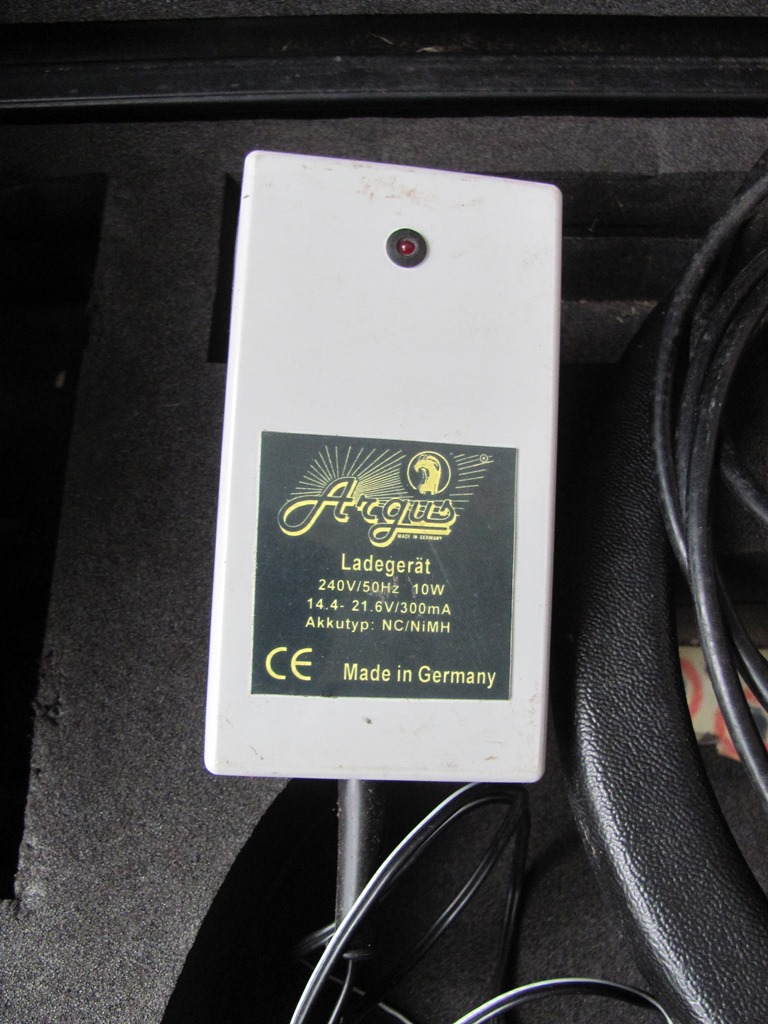 Argus
MADE IN GERMANY
Ladegerät
240V/50Hz 10W
14.4- 21.6V/300mA
Akkutyp: NC/NiMH
CE Made in Germany